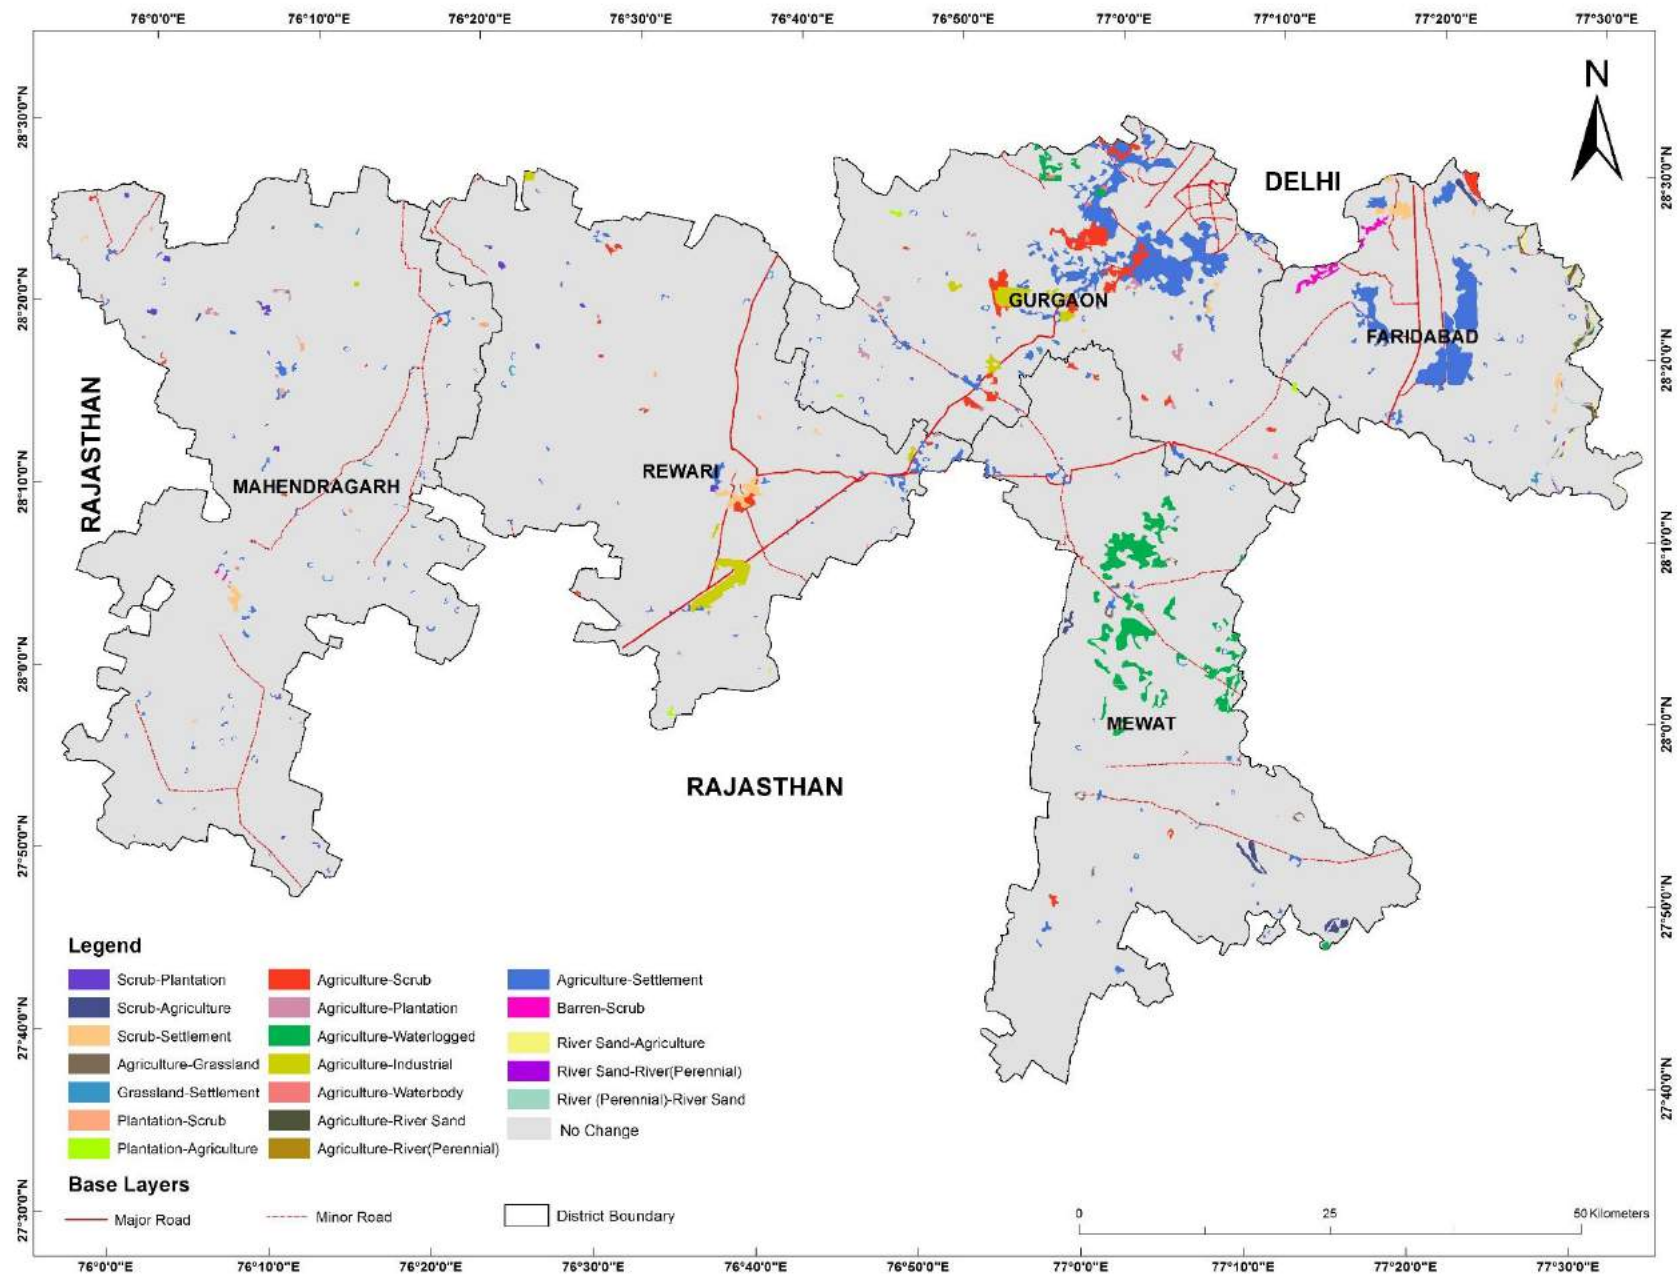 76°0'0"E 76°10'0"E 76°20'0"E 76°30'0"E 76°40'0"E 76°50'0"E 77°0'0"E 77°10'0"E 77°20'0"E 77°30'0"E
N
28°30'0"N
28°30'0"N
DELHI
28°20'0"N
GURGAON
FARIDABAD
28°20'0"N
RAJASTHAN
28°10'0"N
MAHENDRAGARH
REWARI
28°10'0"N
28°0'0"N
MEWAT
28°0'0"N
RAJASTHAN
27°50'0"N
27°50'0"N
Legend
Scrub-Plantation
Scrub-Agriculture
Scrub-Settlement
Agriculture-Grassland
Grassland-Settlement
Plantation-Scrub
Plantation-Agriculture
Agriculture-Scrub
Agriculture-Plantation
Agriculture-Waterlogged
Agriculture-Industrial
Agriculture-Waterbody
Agriculture-River Sand
Agriculture-River(Perennial)
Agriculture-Settlement
Barren-Scrub
River Sand-Agriculture
River Sand-River(Perennial)
River (Perennial)-River Sand
No Change
27°40'0"N
27°40'0"N
Base Layers
Major Road
Minor Road
District Boundary
27°30'0"N
0 25 50 Kilometers
76°0'0"E 76°10'0"E 76°20'0"E 76°30'0"E 76°40'0"E 76°50'0"E 77°0'0"E 77°10'0"E 77°20'0"E 77°30'0"E